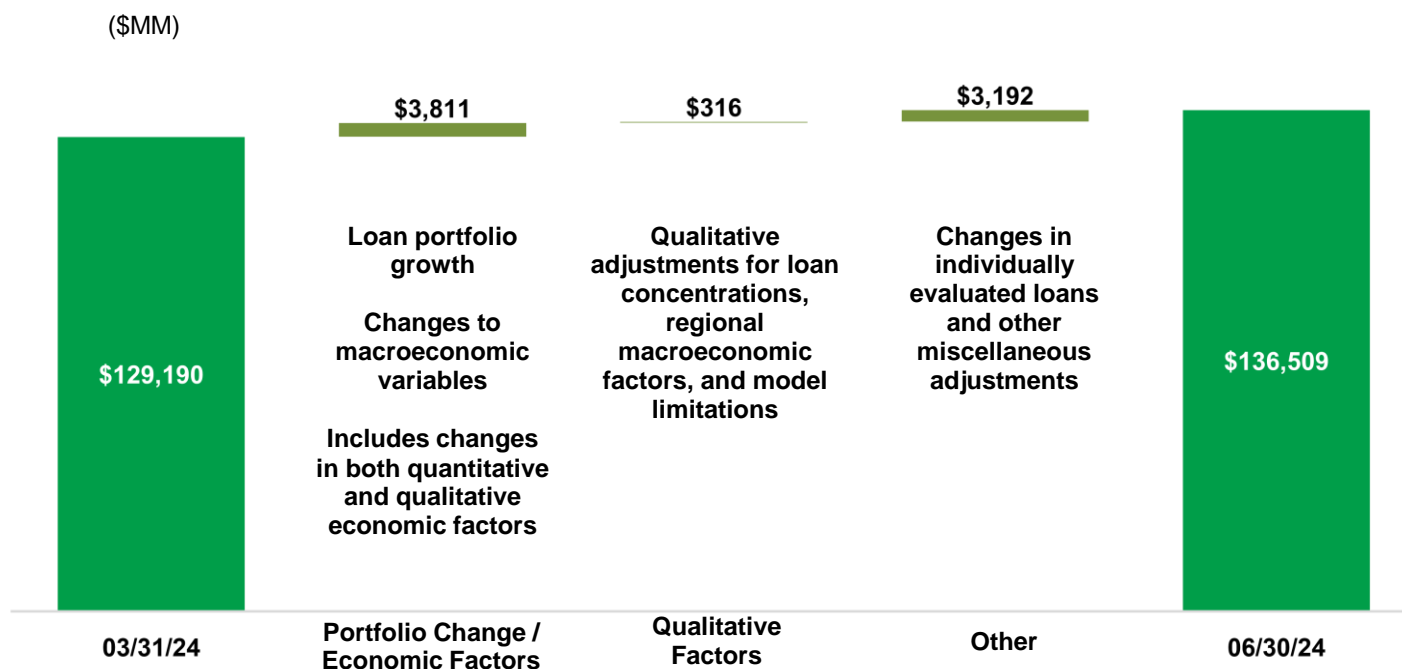 ($MM)
$3,811
$316
$3,192
Loan portfolio
growth
Changes to
macroeconomic
variables
Includes changes
in both quantitative
and qualitative
economic factors
Qualitative
adjustments for loan
concentrations,
regional
macroeconomic
factors, and model
limitations
Changes in
individually
evaluated loans
and other
miscellaneous
adjustments
$129,190
$136,509
03/31/24
Portfolio Change /
Economic Factors
Qualitative
Factors
Other
06/30/24